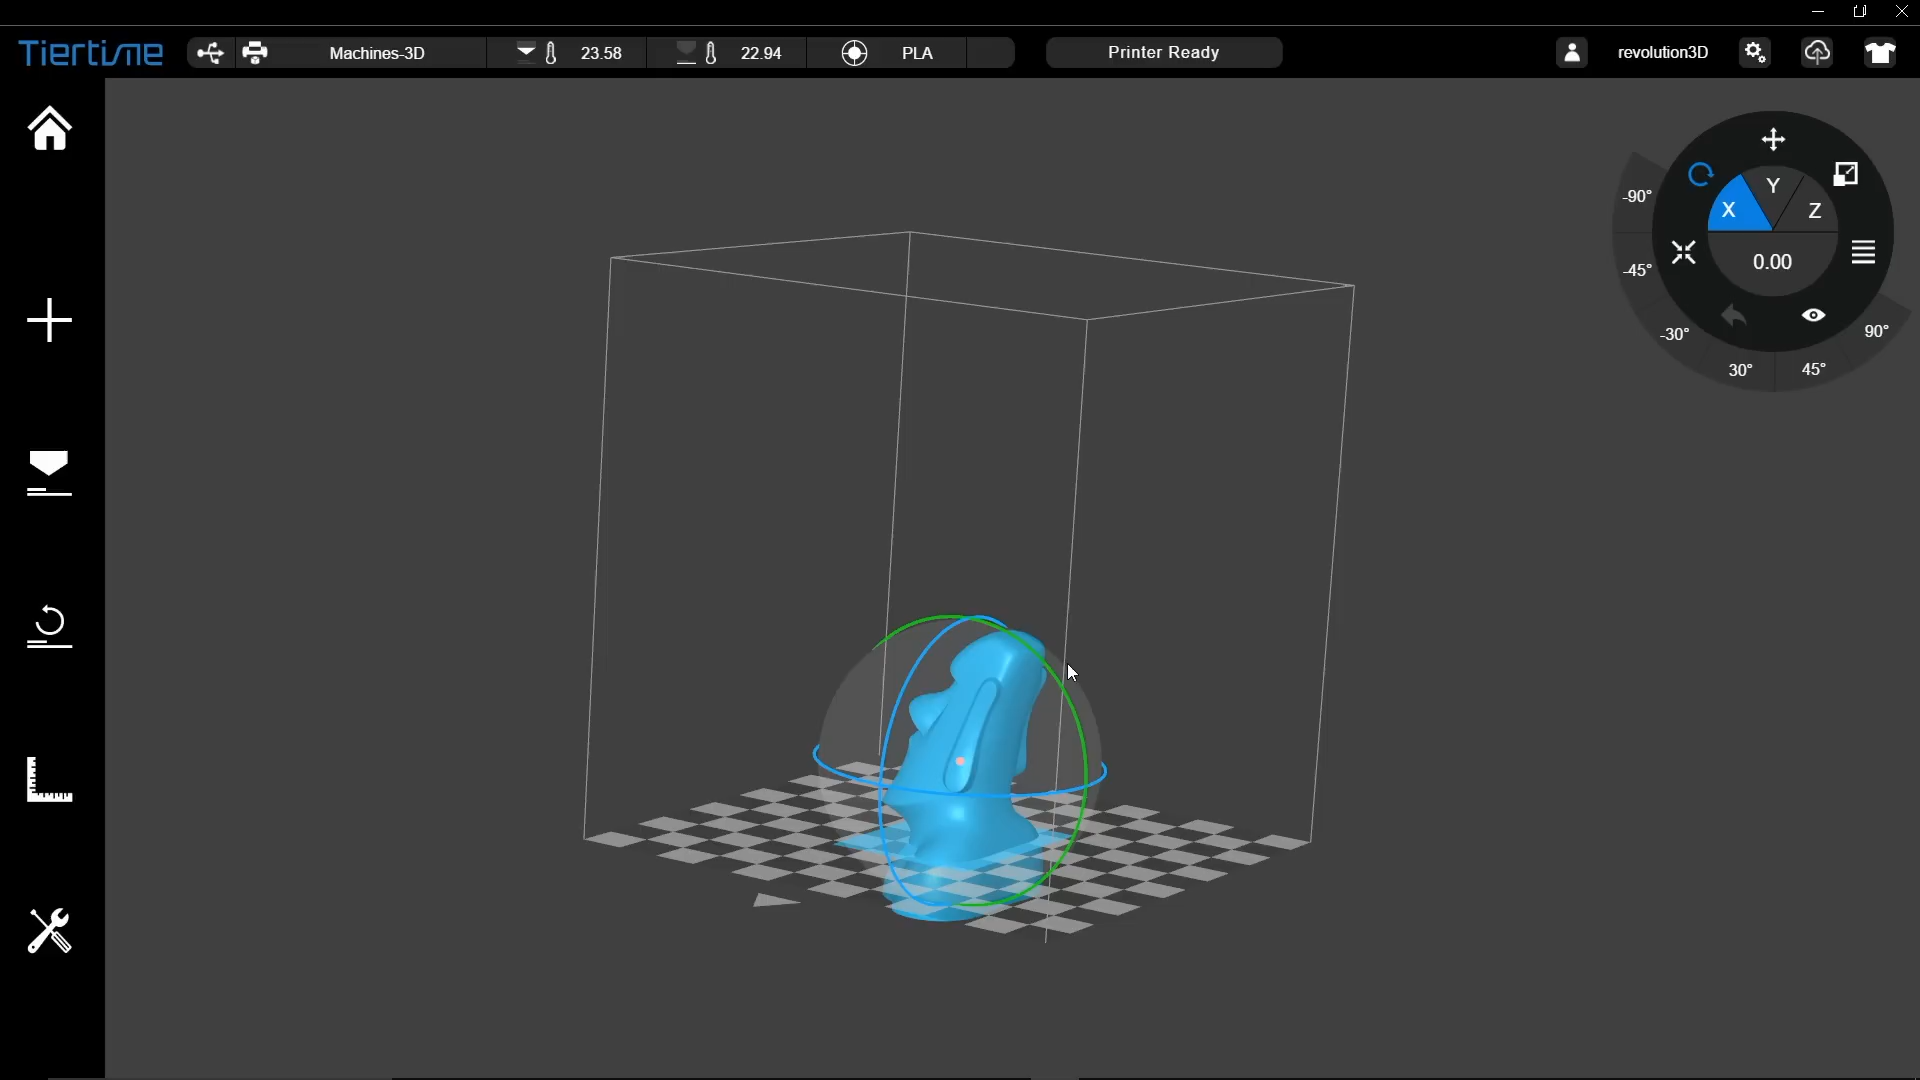 Tiertime
Machines-3D
23.58
22.94
PLA
Printer Ready
revolution3D
-90°
-45°
-30°
30°
45°
90°
X
Y
Z
0.00